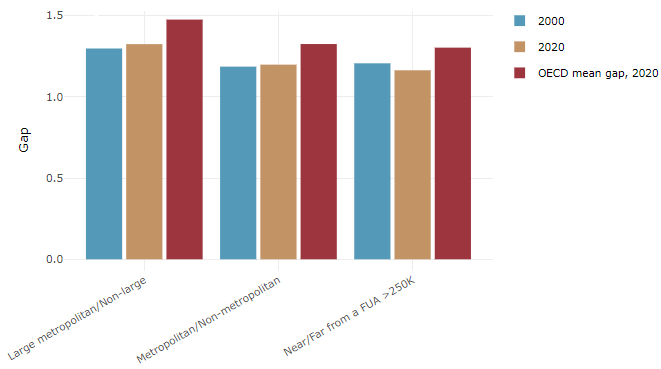 1.5
1.0
0.5
0.0
Gap
Large metropolitan/Non-large
Metropolitan/Non-metropolitan
Near/Far from a FUA >250K
2000
2020
OECD mean gap, 2020